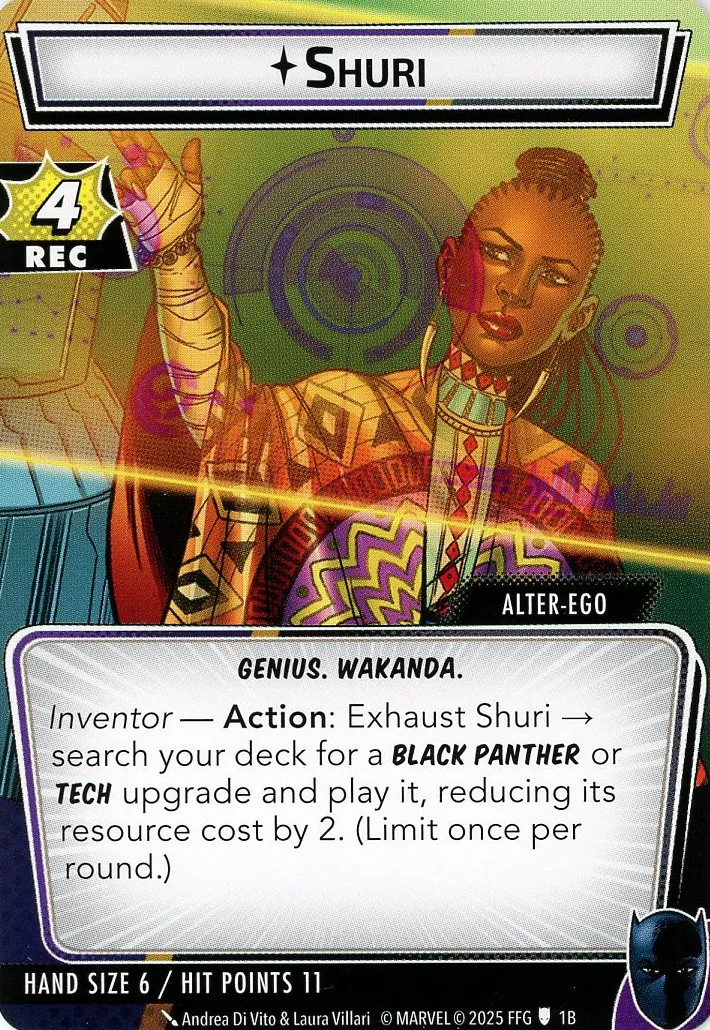 ✦Shuri
4
REC
ALTER-EGO
GENIUS. WAKANDA.
Inventor — Action: Exhaust Shuri →
search your deck for a BLACK PANTHER or
TECH upgrade and play it, reducing its
resource cost by 2. (Limit once per
round.)
HAND SIZE 6 / HIT POINTS 11
Andrea Di Vito & Laura Villari © MARVEL © 2025 FFG 1B